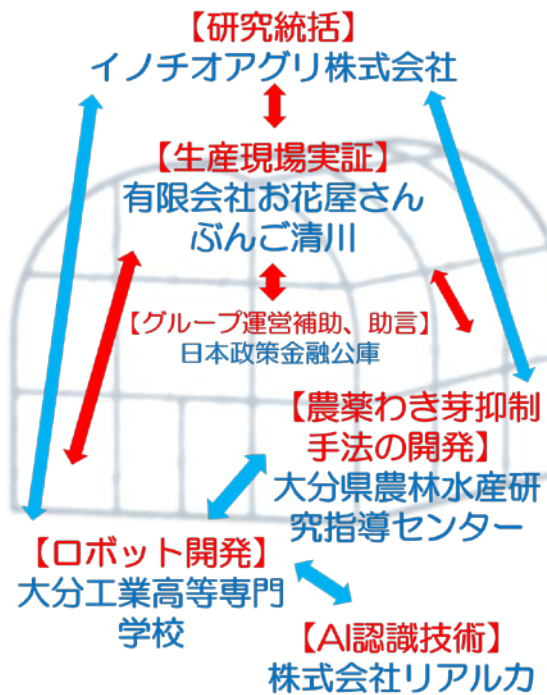 【研究統括】
イノチオアグリ株式会社
【生産現場実証】
有限会社お花屋さん
ぶんご清川
【グループ運営補助、助言】
日本政策金融公庫
【農薬わき芽抑制
手法の開発】
大分県農林水産研
究指導センター
【ロボット開発】
大分工業高等専門
学校
【AI認識技術】
株式会社リアルカ